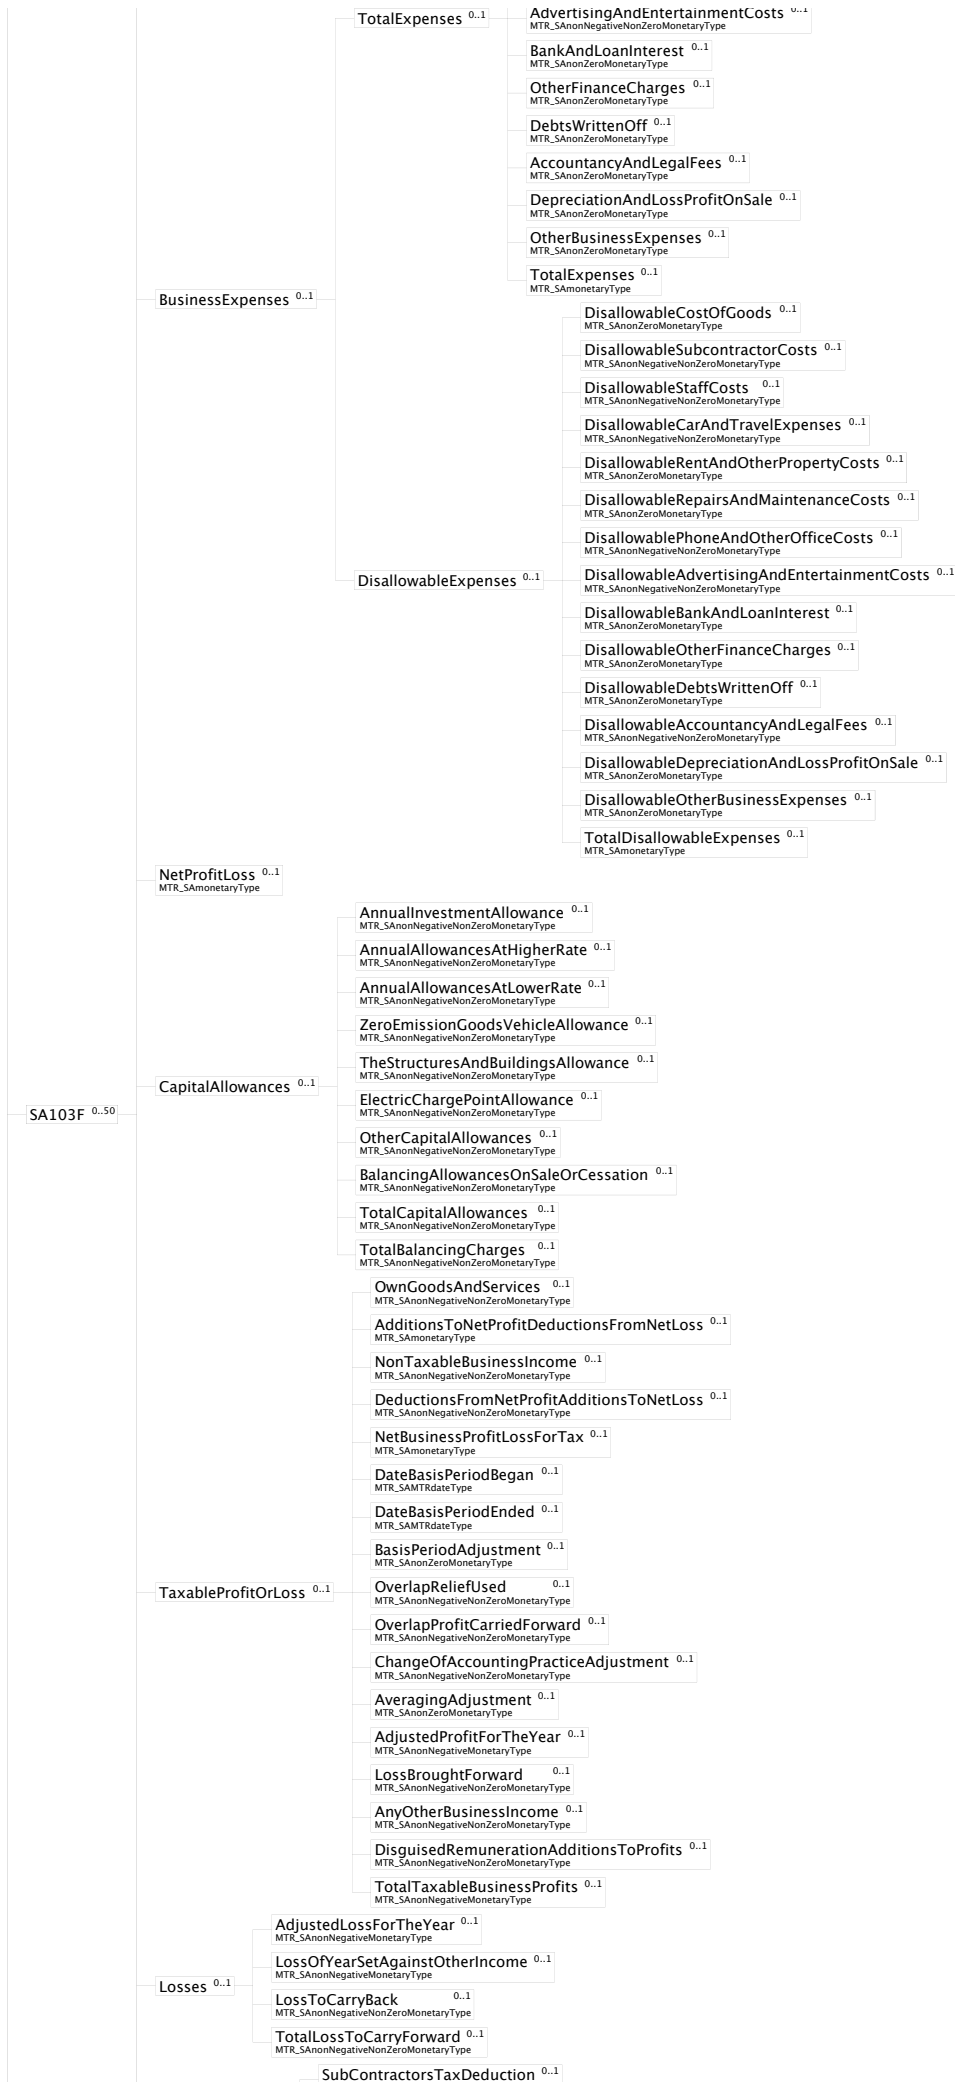 TotalExpenses 0..1
AdvertisingAndEntertainmentCosts 0..1
MTR_SAnonNegativeNonZeroMonetaryType
BankAndLoanInterest 0..1
MTR_SAnonZeroMonetaryType
OtherFinanceCharges 0..1
MTR_SAnonZeroMonetaryType
DebtsWrittenOff 0..1
MTR_SAnonZeroMonetaryType
AccountancyAndLegalFees 0..1
MTR_SAnonZeroMonetaryType
DepreciationAndLossProfitOnSale 0..1
MTR_SAnonZeroMonetaryType
OtherBusinessExpenses 0..1
MTR_SAnonZeroMonetaryType
TotalExpenses 0..1
MTR_SAmonetaryType
BusinessExpenses 0..1
DisallowableCostOfGoods 0..1
MTR_SAnonZeroMonetaryType
DisallowableSubcontractorCosts 0..1
MTR_SAnonNegativeNonZeroMonetaryType
DisallowableStaffCosts 0..1
MTR_SAnonNegativeNonZeroMonetaryType
DisallowableCarAndTravelExpenses 0..1
MTR_SAnonNegativeNonZeroMonetaryType
DisallowableRentAndOtherPropertyCosts 0..1
MTR_SAnonNegativeNonZeroMonetaryType
DisallowableRepairsAndMaintenanceCosts 0..1
MTR_SAnonZeroMonetaryType
DisallowablePhoneAndOtherOfficeCosts 0..1
MTR_SAnonNegativeNonZeroMonetaryType
DisallowableExpenses 0..1
DisallowableAdvertisingAndEntertainmentCosts 0..1
MTR_SAnonNegativeNonZeroMonetaryType
DisallowableBankAndLoanInterest 0..1
MTR_SAnonZeroMonetaryType
DisallowableOtherFinanceCharges 0..1
MTR_SAnonZeroMonetaryType
DisallowableDebtsWrittenOff 0..1
MTR_SAnonZeroMonetaryType
DisallowableAccountancyAndLegalFees 0..1
MTR_SAnonNegativeNonZeroMonetaryType
DisallowableDepreciationAndLossProfitOnSale 0..1
MTR_SAnonZeroMonetaryType
DisallowableOtherBusinessExpenses 0..1
MTR_SAnonZeroMonetaryType
TotalDisallowableExpenses 0..1
MTR_SAmonetaryType
NetProfitLoss 0..1
MTR_SAmonetaryType
AnnualInvestmentAllowance 0..1
MTR_SAnonNegativeNonZeroMonetaryType
AnnualAllowancesAtHigherRate 0..1
MTR_SAnonNegativeNonZeroMonetaryType
AnnualAllowancesAtLowerRate 0..1
MTR_SAnonNegativeNonZeroMonetaryType
ZeroEmissionGoodsVehicleAllowance 0..1
MTR_SAnonNegativeNonZeroMonetaryType
TheStructuresAndBuildingsAllowance 0..1
MTR_SAnonNegativeNonZeroMonetaryType
CapitalAllowances 0..1
ElectricChargePointAllowance 0..1
MTR_SAnonNegativeNonZeroMonetaryType
SA103F 0..50
OtherCapitalAllowances 0..1
MTR_SAnonNegativeNonZeroMonetaryType
BalancingAllowancesOnSaleOrCessation 0..1
MTR_SAnonNegativeNonZeroMonetaryType
TotalCapitalAllowances 0..1
MTR_SAnonNegativeNonZeroMonetaryType
TotalBalancingCharges 0..1
MTR_SAnonNegativeNonZeroMonetaryType
OwnGoodsAndServices 0..1
MTR_SAnonNegativeNonZeroMonetaryType
AdditionsToNetProfitDeductionsFromNetLoss 0..1
MTR_SAmonetaryType
NonTaxableBusinessIncome 0..1
MTR_SAnonNegativeNonZeroMonetaryType
DeductionsFromNetProfitAdditionsToNetLoss 0..1
MTR_SAnonNegativeNonZeroMonetaryType
NetBusinessProfitLossForTax 0..1
MTR_SAmonetaryType
DateBasisPeriodBegan 0..1
MTR_SAMTRdateType
DateBasisPeriodEnded 0..1
MTR_SAMTRdateType
BasisPeriodAdjustment 0..1
MTR_SAnonZeroMonetaryType
TaxableProfitOrLoss 0..1
OverlapReliefUsed 0..1
MTR_SAnonNegativeNonZeroMonetaryType
OverlapProfitCarriedForward 0..1
MTR_SAnonNegativeNonZeroMonetaryType
ChangeOfAccountingPracticeAdjustment 0..1
MTR_SAnonNegativeNonZeroMonetaryType
AveragingAdjustment 0..1
MTR_SAnonZeroMonetaryType
AdjustedProfitForTheYear 0..1
MTR_SAnonNegativeMonetaryType
LossBroughtForward 0..1
MTR_SAnonNegativeNonZeroMonetaryType
AnyOtherBusinessIncome 0..1
MTR_SAnonNegativeNonZeroMonetaryType
DisguisedRemunerationAdditionsToProfits 0..1
MTR_SAnonNegativeNonZeroMonetaryType
TotalTaxableBusinessProfits 0..1
MTR_SAnonNegativeMonetaryType
AdjustedLossForTheYear 0..1
MTR_SAnonNegativeMonetaryType
LossOfYearSetAgainstOtherIncome 0..1
MTR_SAnonNegativeMonetaryType
Losses 0..1
LossToCarryBack 0..1
MTR_SAnonNegativeNonZeroMonetaryType
TotalLossToCarryForward 0..1
MTR_SAnonNegativeNonZeroMonetaryType
SubContractorsTaxDeduction 0..1